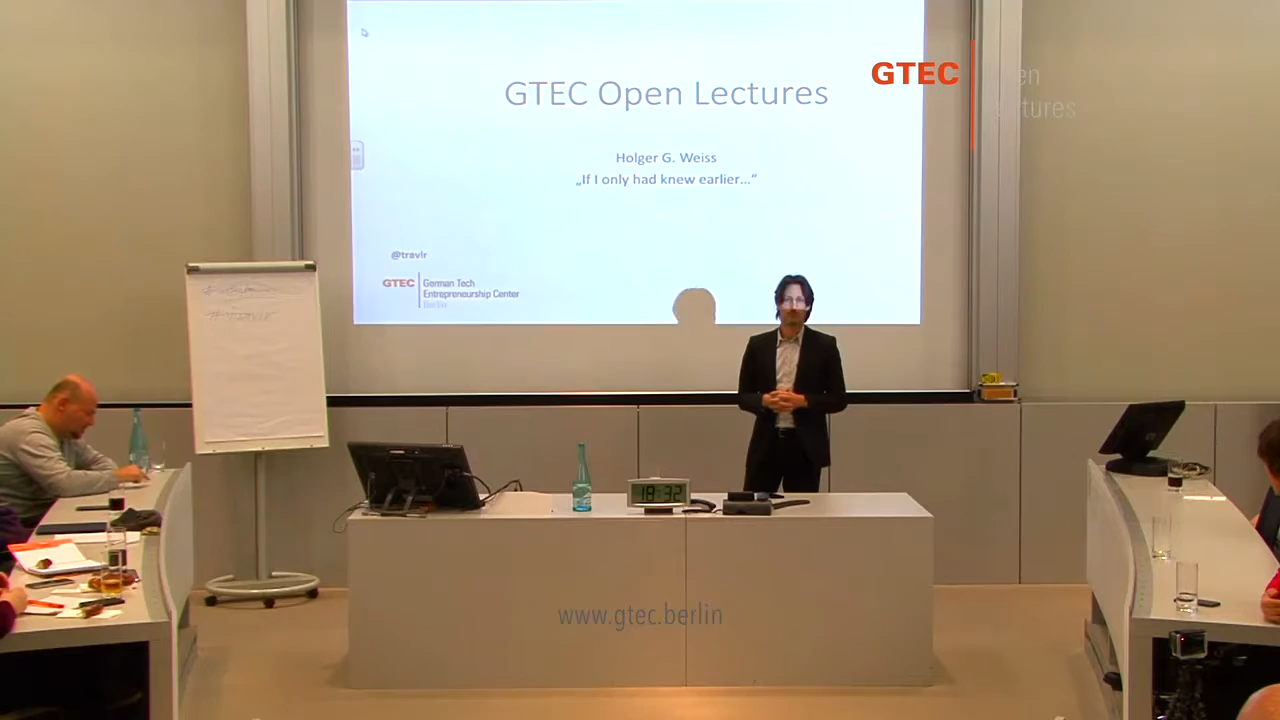 GTEC Open Lectures
Holger G. Weiss
„If I only had knew earlier...“
@travlr
GTEC German Tech
Entrepreneurship Center
Berlin
GTEC
18:32
www.gtec.berlin